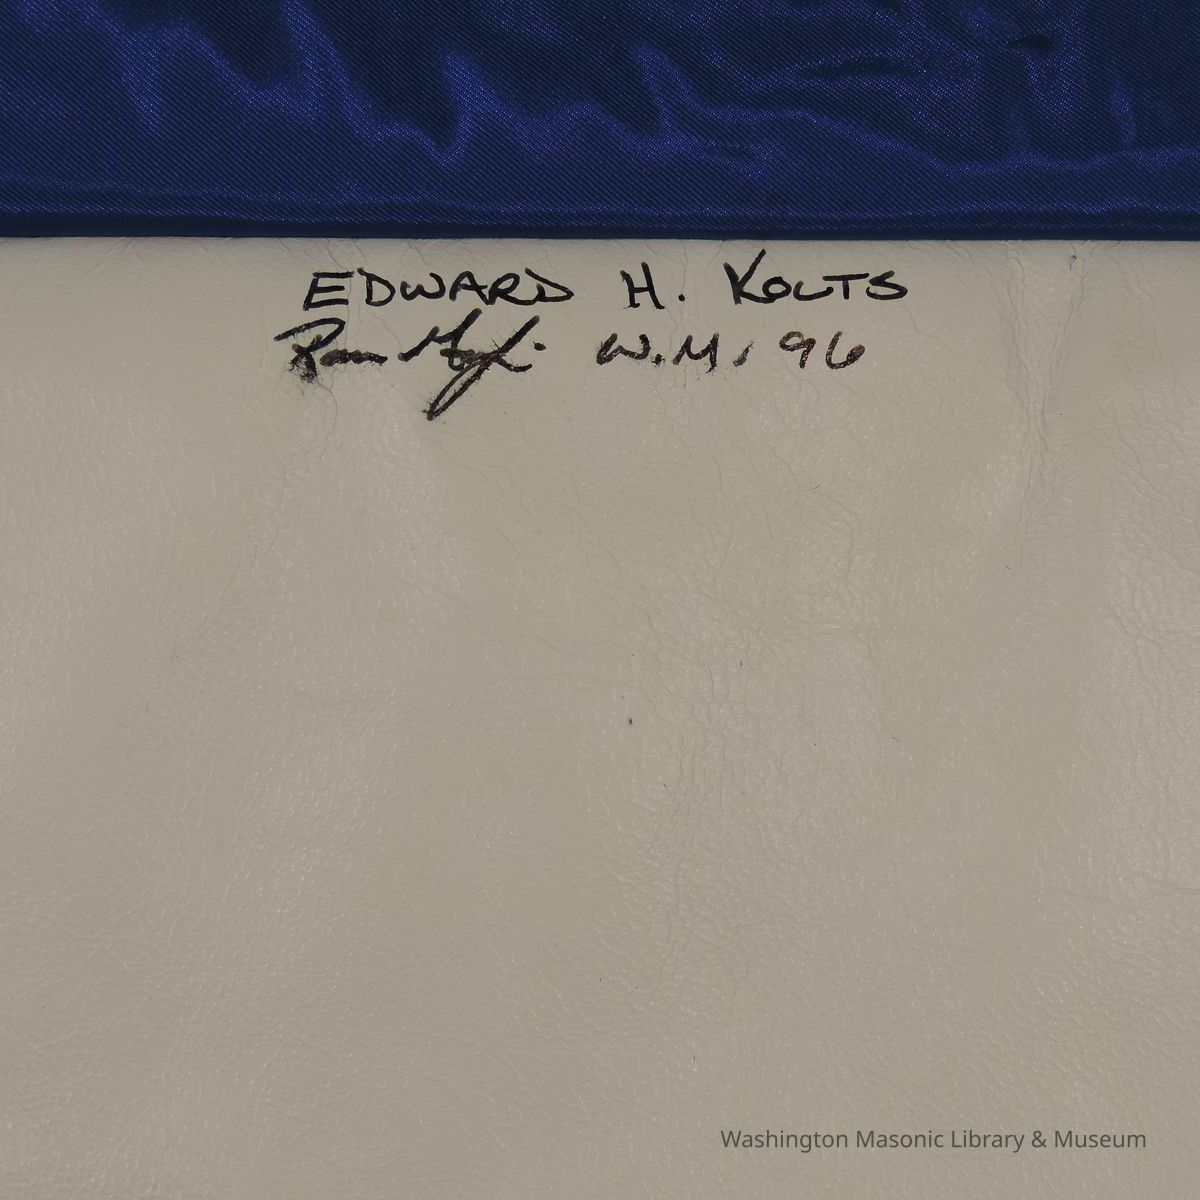 EDWARD H. KOLTS
W.M. 96
Washington Masonic Library & Museum